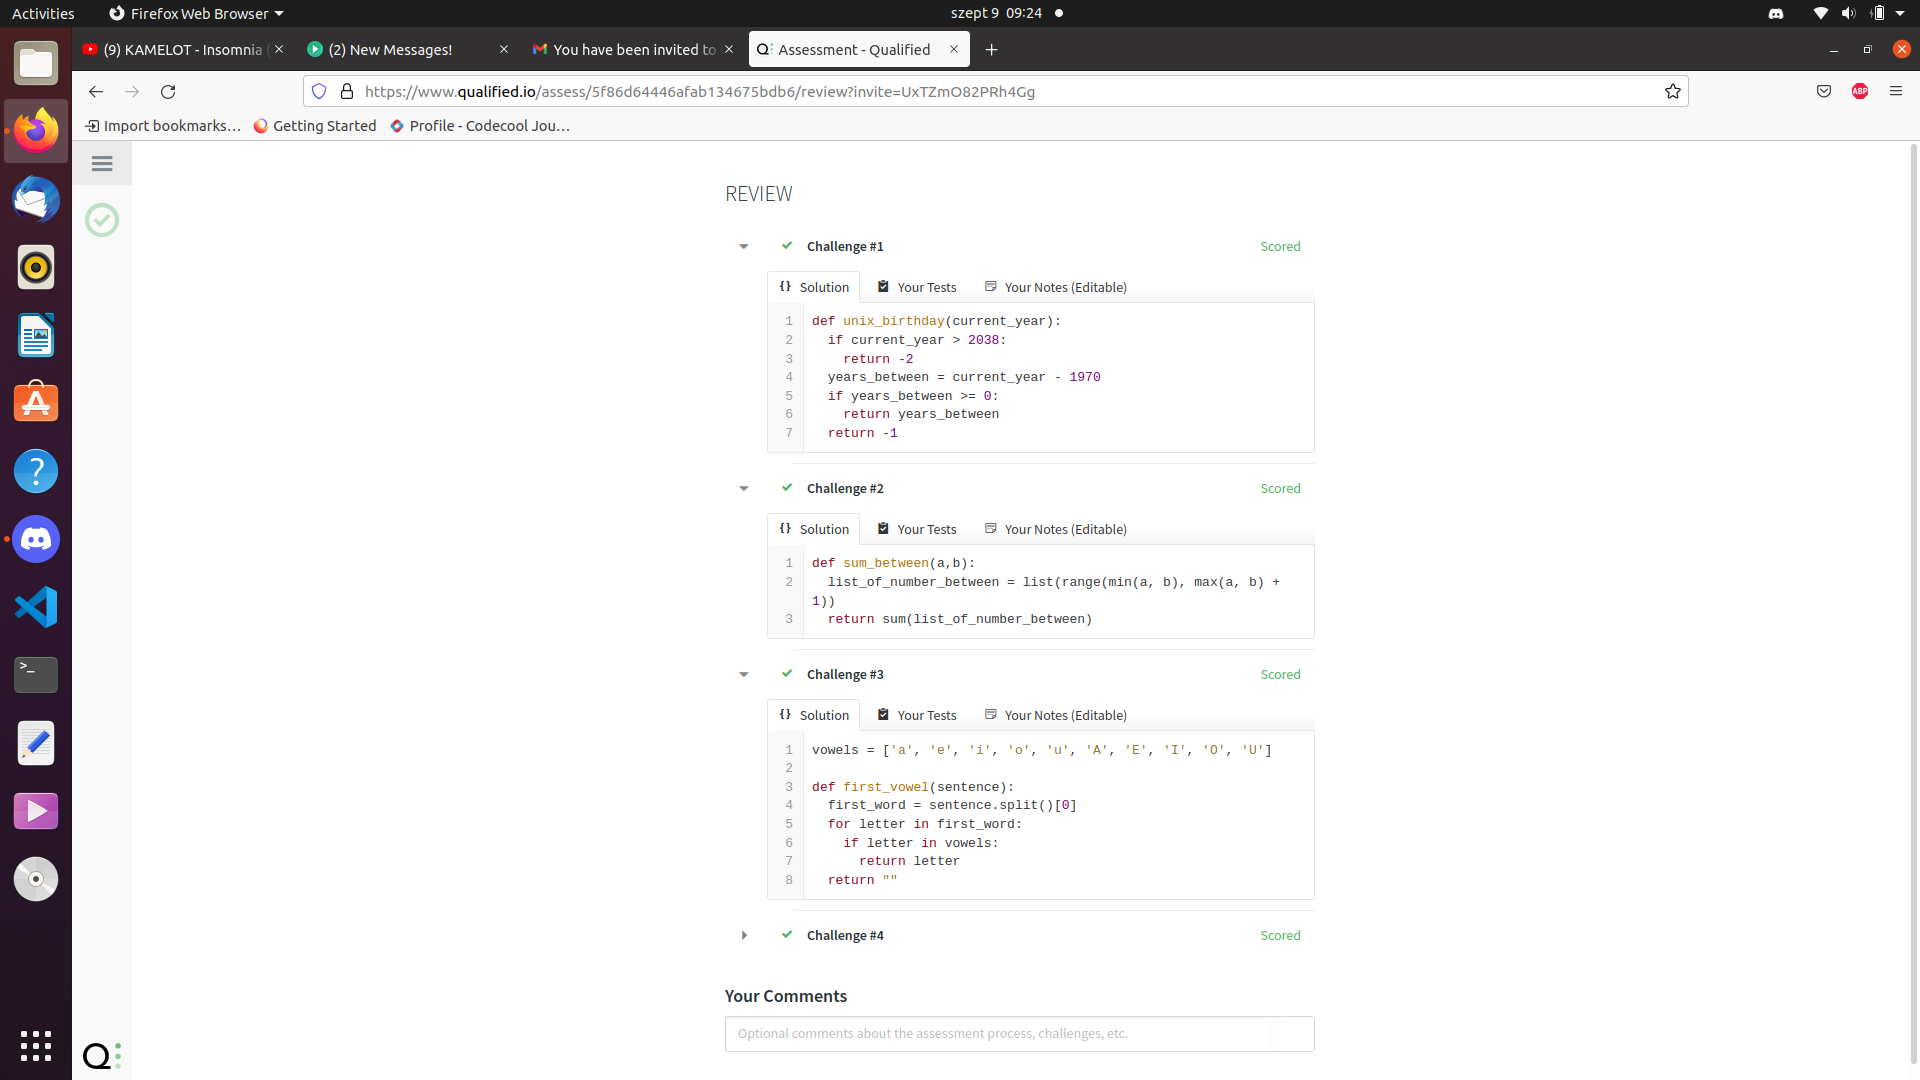 Activities
Firefox Web Browser
szept 9 09:24
(9) KAMELOT - Insomnia (
(2) New Messages!
You have been invited to
Assessment - Qualified
https://www.qualified.io/assess/5f86d64446afab134675bdb6/review?invite=UxTZmO82PRh4Gg
ABP
Import bookmarks...
Getting Started
Profile - Codecool Jou...
REVIEW
Challenge #1
Scored
{} Solution
Your Tests
Your Notes (Editable)
1 def unix_birthday(current_year):
2   if current_year > 2038:
3     return -2
4   years_between = current_year - 1970
5   if years_between >= 0:
6     return years_between
7   return -1
Challenge #2
Scored
{} Solution
Your Tests
Your Notes (Editable)
1 def sum_between(a,b):
2   list_of_number_between = list(range(min(a, b), max(a, b) +
1))
3   return sum(list_of_number_between)
Challenge #3
Scored
{} Solution
Your Tests
Your Notes (Editable)
1 vowels = ['a', 'e', 'i', 'o', 'u', 'A', 'E', 'I', 'O', 'U']
2
3 def first_vowel(sentence):
4   first_word = sentence.split()[0]
5   for letter in first_word:
6     if letter in vowels:
7       return letter
8   return ""
Challenge #4
Scored
Your Comments
Optional comments about the assessment process, challenges, etc.